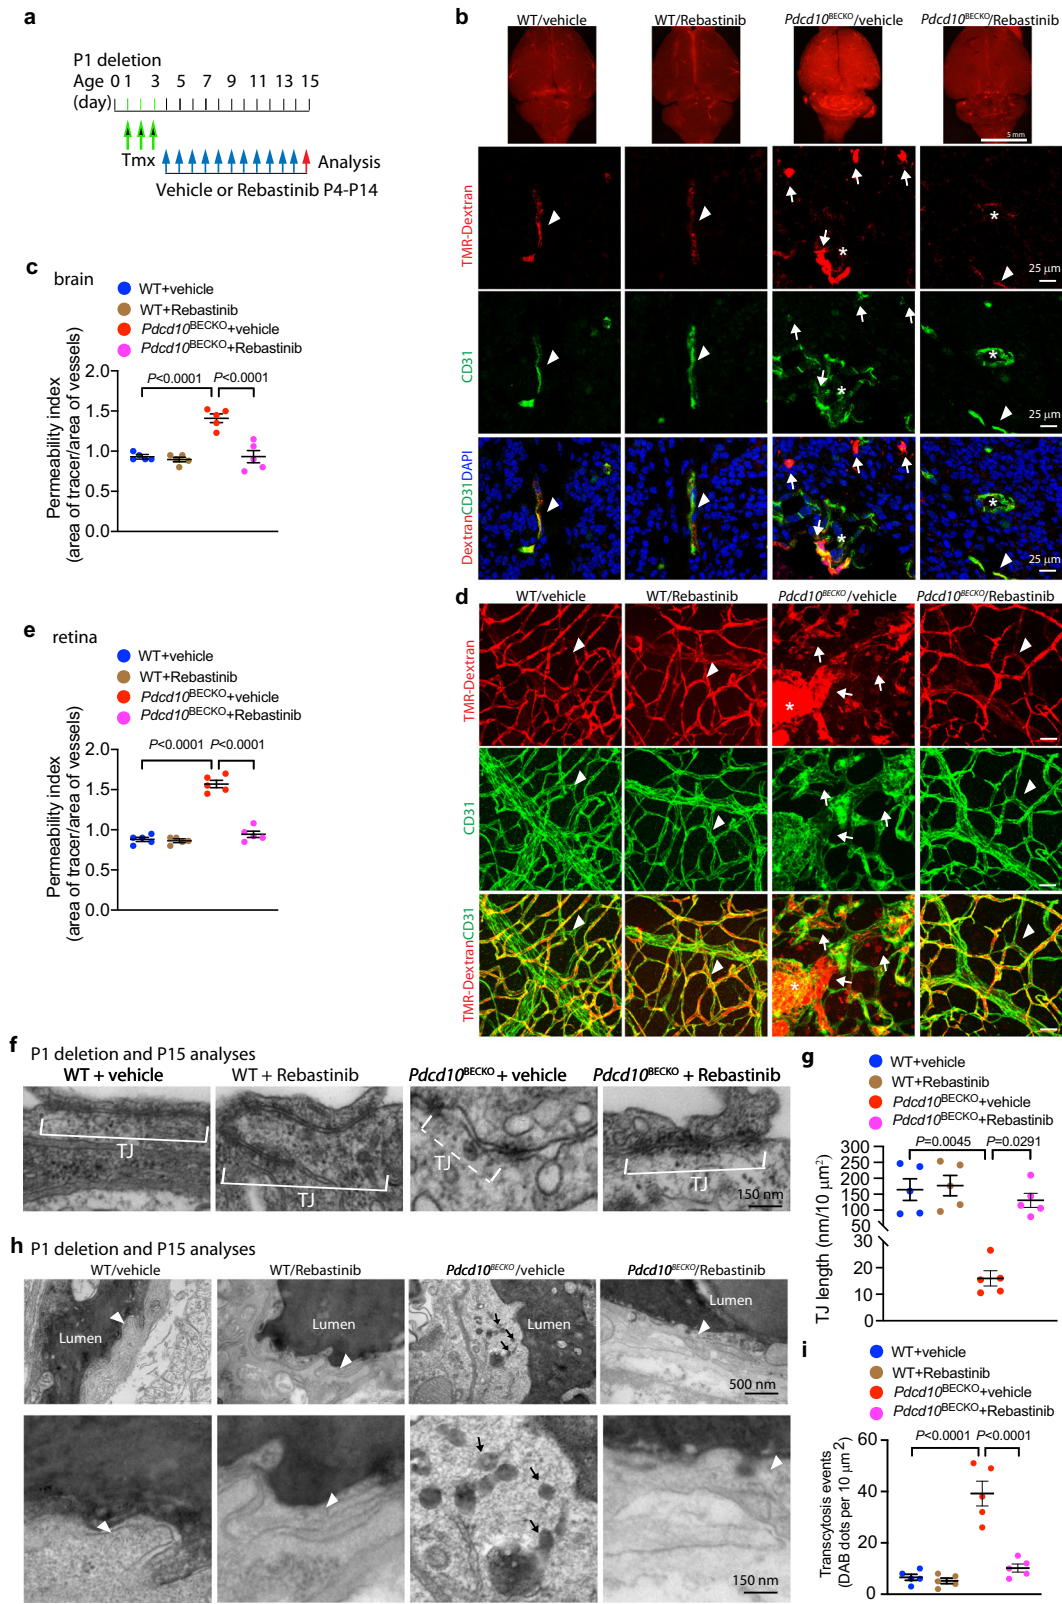 a
P1 deletion
Age 0 1 3 5 7 9 11 13 15
(day)
Tmx
Analysis
Vehicle or Rebastinib P4-P14
b
WT/vehicle
WT/Rebastinib
Pdcd10BECKO/vehicle
Pdcd10BECKO/Rebastinib
5 mm
TMR-Dextran
*
*
25 μm
CD31
*
*
25 μm
DextranCD31DAPI
*
*
25 μm
c
brain
WT+vehicle
WT+Rebastinib
Pdcd10BECKO+vehicle
Pdcd10BECKO+Rebastinib
Permeability index
(area of tracer/area of vessels)
2.0
1.5
1.0
0.5
0.0
P<0.0001
P<0.0001
d
WT/vehicle
WT/Rebastinib
Pdcd10BECKO/vehicle
Pdcd10BECKO/Rebastinib
TMR-Dextran
*
CD31
TMR-DextranCD31
*
e
retina
WT+vehicle
WT+Rebastinib
Pdcd10BECKO+vehicle
Pdcd10BECKO+Rebastinib
Permeability index
(area of tracer/area of vessels)
2.0
1.5
1.0
0.5
0.0
P<0.0001
P<0.0001
f
P1 deletion and P15 analyses
WT + vehicle
WT + Rebastinib
Pdcd10BECKO + vehicle
Pdcd10BECKO + Rebastinib
TJ
TJ
TJ
TJ
150 nm
g
WT+vehicle
WT+Rebastinib
Pdcd10BECKO+vehicle
Pdcd10BECKO+Rebastinib
TJ length (nm/10 μm2)
300
250
200
150
100
50
30
20
10
0
P=0.0045
P=0.0291
h
P1 deletion and P15 analyses
WT/vehicle
WT/Rebastinib
Pdcd10BECKO/vehicle
Pdcd10BECKO/Rebastinib
Lumen
Lumen
Lumen
Lumen
500 nm
150 nm
i
WT+vehicle
WT+Rebastinib
Pdcd10BECKO+vehicle
Pdcd10BECKO+Rebastinib
Transcytosis events
(DAB dots per 10 μm2)
60
40
20
0
P<0.0001
P<0.0001